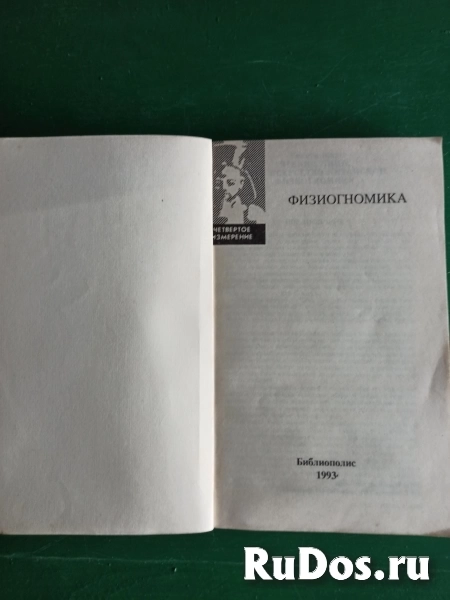 ЧЕТВЕРТОЕ
ИЗМЕРЕНИЕ
ФИЗИОГНОМИКА
Библиополис
1993
RuDos.ru